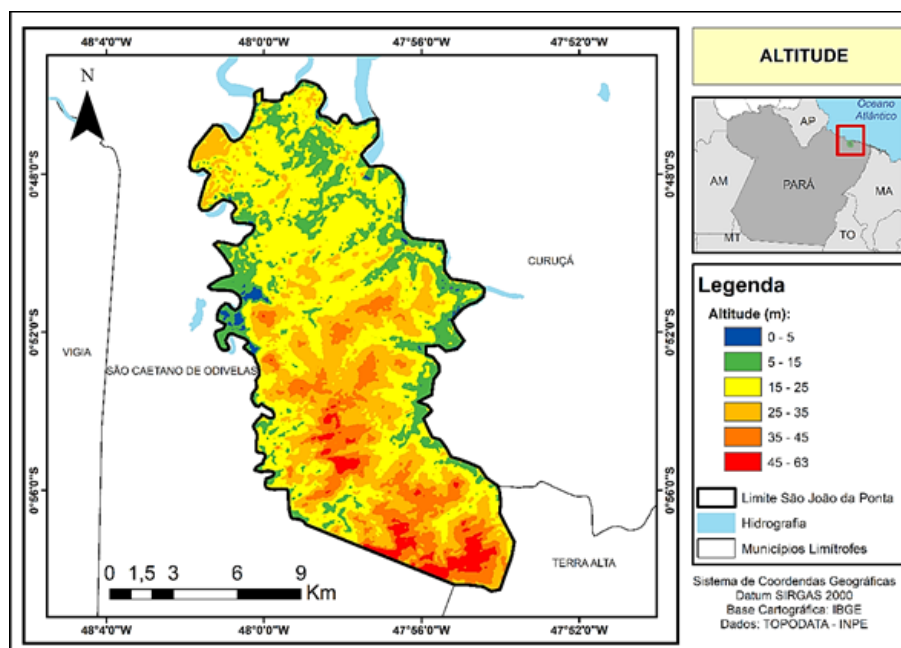 48°4'0"W 48°0'0"W 47°56'0"W 47°52'0"W
N
0°48'0"S
0°52'0"S
0°56'0"S
CURUÇÁ
VIGIA
SÃO CAETANO DE ODIVELAS
TERRA ALTA
0 1,5 3 6 9
Km
48°4'0"W 48°0'0"W 47°56'0"W 47°52'0"W
0°48'0"S
0°52'0"S
0°56'0"S
ALTITUDE
Oceano
Atlântico
AP
AM
PARÁ
MA
MT
TO
Legenda
Altitude (m):
0 - 5
5 - 15
15 - 25
25 - 35
35 - 45
45 - 63
Limite São João da Ponta
Hidrografia
Municípios Limítrofes
Sistema de Coordendas Geográficas
Datum SIRGAS 2000
Base Cartográfica: IBGE
Dados: TOPODATA - INPE